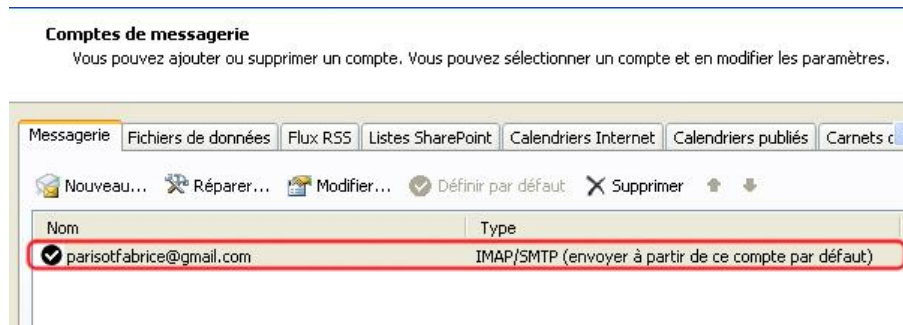 Comptes de messagerie
Vous pouvez ajouter ou supprimer un compte. Vous pouvez sélectionner un compte et en modifier les paramètres.
Messagerie Fichiers de données Flux RSS Listes SharePoint Calendriers Internet Calendriers publiés Carnets
Nouveau... Réparer... Modifier... Définir par défaut Supprimer
Nom Type
parisotfabrice@gmail.com IMAP/SMTP (envoyer à partir de ce compte par défaut)